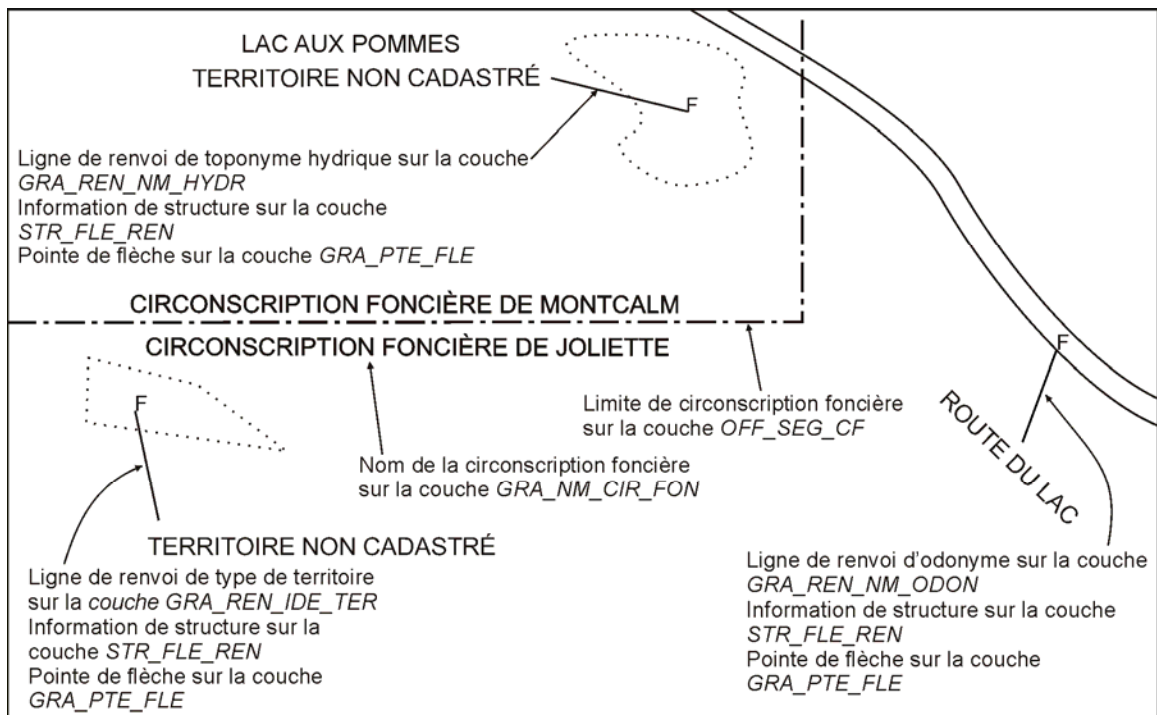 LAC AUX POMMES
TERRITOIRE NON CADASTRÉ
F
Ligne de renvoi de toponyme hydrique sur la couche
GRA_REN_NM_HYDR
Information de structure sur la couche
STR_FLE_REN
Pointe de flèche sur la couche GRA_PTE_FLE
CIRCONSCRIPTION FONCIÈRE DE MONTCALM
CIRCONSCRIPTION FONCIÈRE DE JOLIETTE
F
F
Limite de circonscription foncière
sur la couche OFF_SEG_CF
ROUTE DU LAC
Nom de la circonscription foncière
sur la couche GRA_NM_CIR_FON
TERRITOIRE NON CADASTRÉ
Ligne de renvoi de type de territoire
sur la couche GRA_REN_IDE_TER
Information de structure sur la
couche STR_FLE_REN
Pointe de flèche sur la couche
GRA_PTE_FLE
Ligne de renvoi d'odonyme sur la couche
GRA_REN_NM_ODON
Information de structure sur la couche
STR_FLE_REN
Pointe de flèche sur la couche
GRA_PTE_FLE